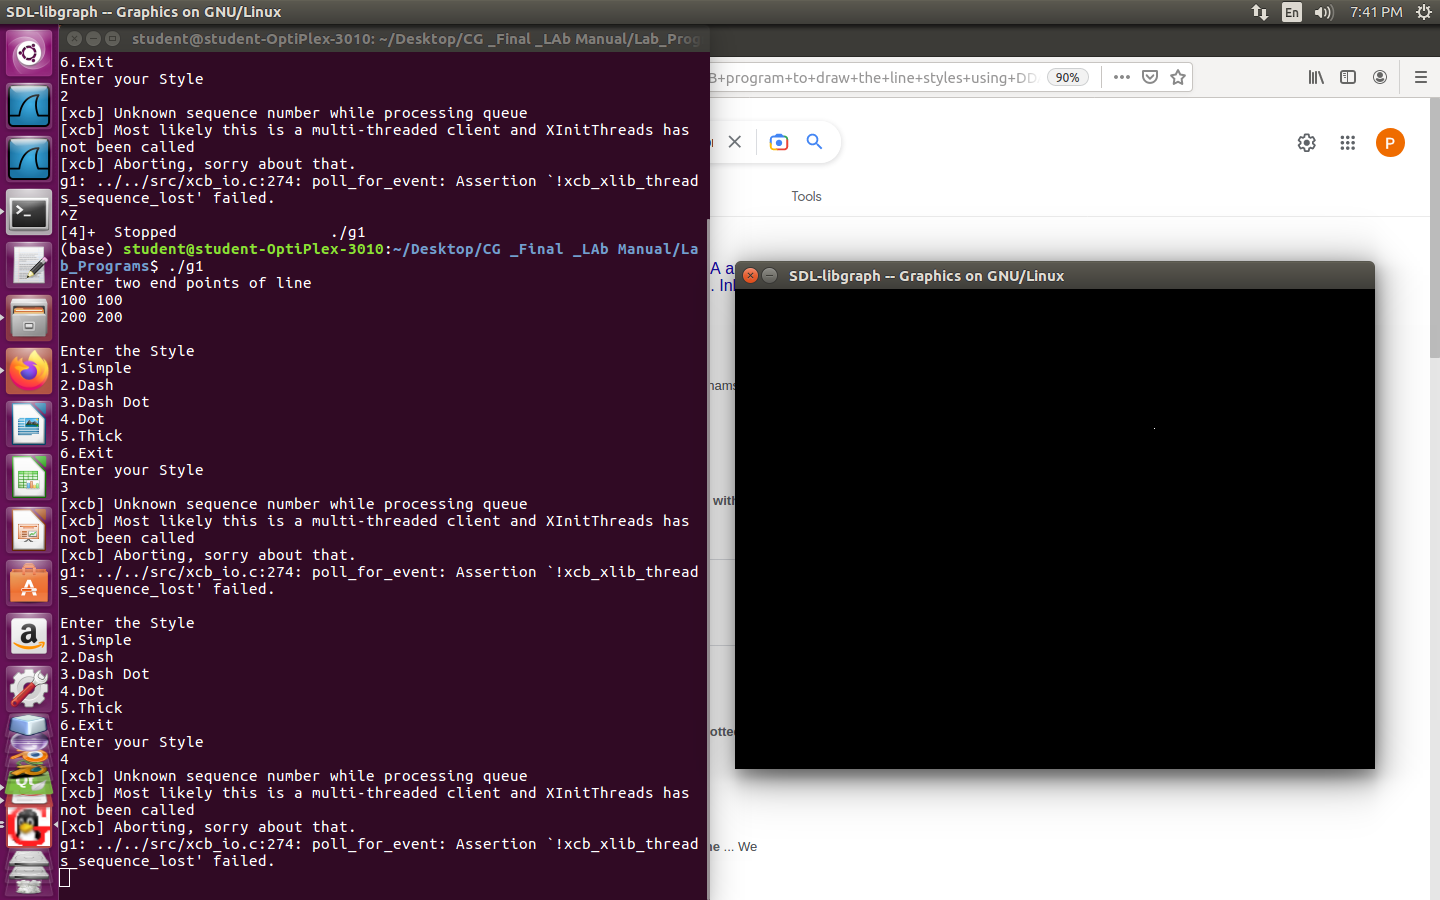 SDL-libgraph -- Graphics on GNU/Linux
En
7:41 PM
student@student-OptiPlex-3010: ~/Desktop/CG _Final _LAb Manual/Lab_Prog
6.Exit
Enter your Style
2
[xcb] Unknown sequence number while processing queue
[xcb] Most likely this is a multi-threaded client and XInitThreads has
not been called
[xcb] Aborting, sorry about that.
g1: ../../src/xcb_io.c:274: poll_for_event: Assertion `!xcb_xlib_thread
s_sequence_lost' failed.
^Z
[4]+  Stopped                 ./g1
(base) student@student-OptiPlex-3010:~/Desktop/CG _Final _LAb Manual/La
b_Programs$ ./g1
Enter two end points of line
100 100
200 200
Enter the Style
1.Simple
2.Dash
3.Dash Dot
4.Dot
5.Thick
6.Exit
Enter your Style
3
[xcb] Unknown sequence number while processing queue
[xcb] Most likely this is a multi-threaded client and XInitThreads has
not been called
[xcb] Aborting, sorry about that.
g1: ../../src/xcb_io.c:274: poll_for_event: Assertion `!xcb_xlib_thread
s_sequence_lost' failed.
Enter the Style
1.Simple
2.Dash
3.Dash Dot
4.Dot
5.Thick
6.Exit
Enter your Style
4
[xcb] Unknown sequence number while processing queue
[xcb] Most likely this is a multi-threaded client and XInitThreads has
not been called
[xcb] Aborting, sorry about that.
g1: ../../src/xcb_io.c:274: poll_for_event: Assertion `!xcb_xlib_thread
s_sequence_lost' failed.
B+program+to+draw+the+line+styles+using+DD
90%
P
Tools
A a
. In
SDL-libgraph -- Graphics on GNU/Linux
hams
with
otted
ne ... We